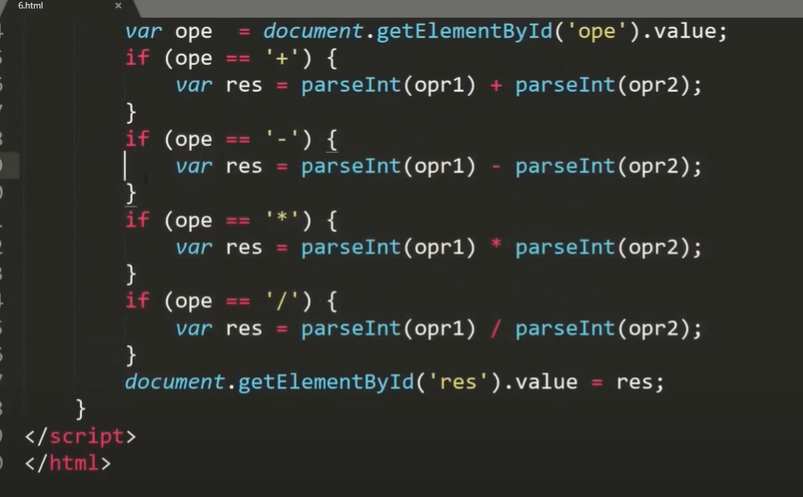 6.html ×
var ope = document.getElementById('ope').value;
if (ope == '+') {
var res = parseInt(opr1) + parseInt(opr2);
}
if (ope == '-') {
var res = parseInt(opr1) - parseInt(opr2);
}
if (ope == '*') {
var res = parseInt(opr1) * parseInt(opr2);
}
if (ope == '/') {
var res = parseInt(opr1) / parseInt(opr2);
}
document.getElementById('res').value = res;
}
</script>
</html>